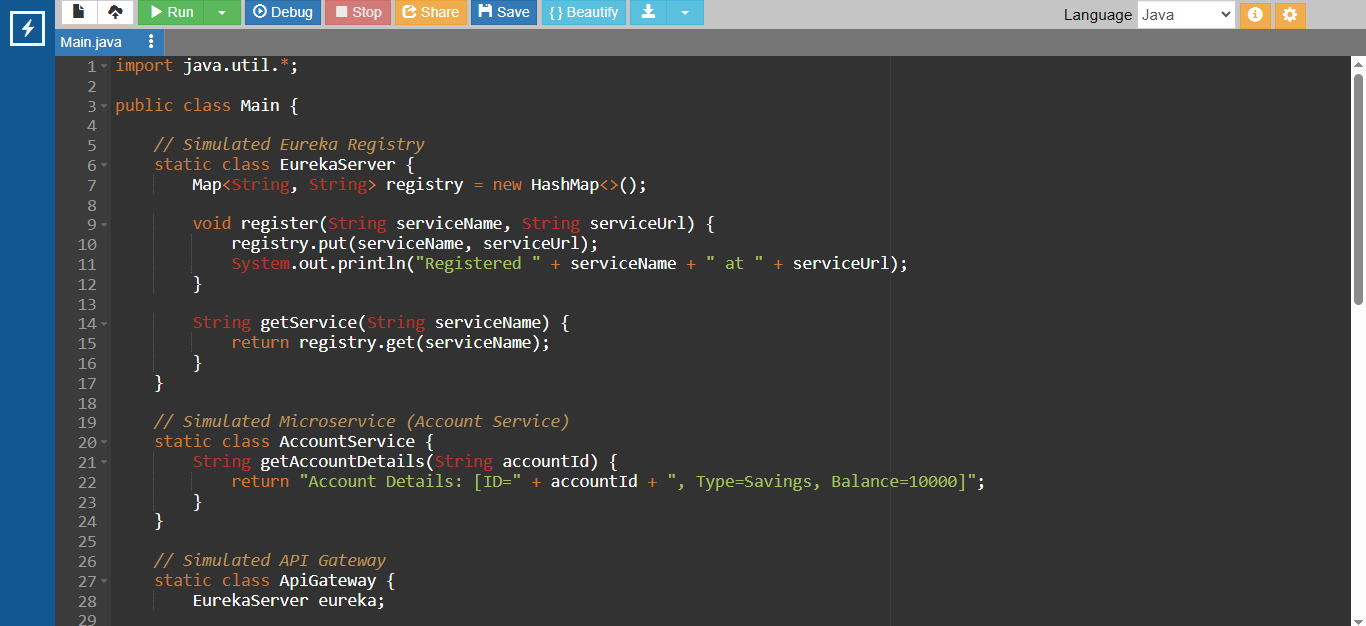 Run Debug Stop Share Save { } Beautify Language Java
Main.java
1 import java.util.*;
2
3 public class Main {
4
5 // Simulated Eureka Registry
6 static class EurekaServer {
7 Map<String, String> registry = new HashMap<>();
8
9 void register(String serviceName, String serviceUrl) {
10 registry.put(serviceName, serviceUrl);
11 System.out.println("Registered " + serviceName + " at " + serviceUrl);
12 }
13
14 String getService(String serviceName) {
15 return registry.get(serviceName);
16 }
17 }
18
19 // Simulated Microservice (Account Service)
20 static class AccountService {
21 String getAccountDetails(String accountId) {
22 return "Account Details: [ID=" + accountId + ", Type=Savings, Balance=10000]";
23 }
24 }
25
26 // Simulated API Gateway
27 static class ApiGateway {
28 EurekaServer eureka;
29